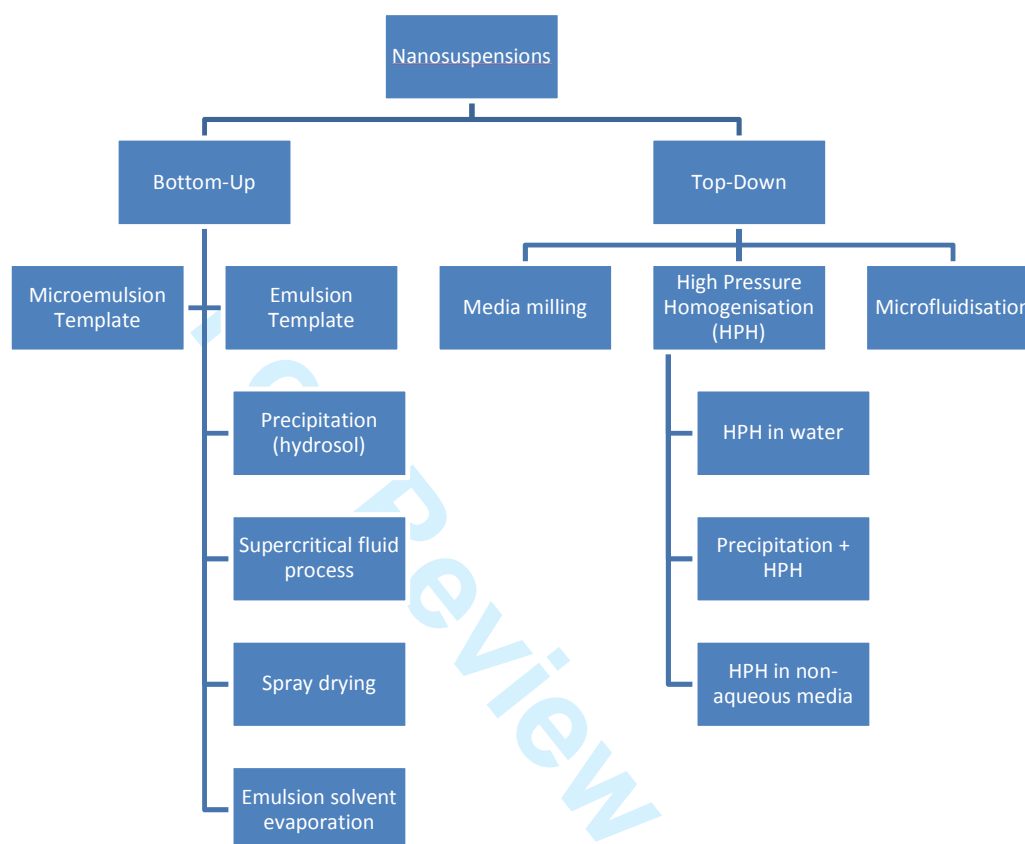 Nanosuspensions
Bottom-Up
Top-Down
Microemulsion
Template
Emulsion
Template
Media milling
High Pressure
Homogenisation
(HPH)
Microfluidisation
Precipitation
(hydrosol)
HPH in water
Supercritical fluid
process
Precipitation +
HPH
Spray drying
HPH in non-
aqueous media
Emulsion solvent
evaporation
Review